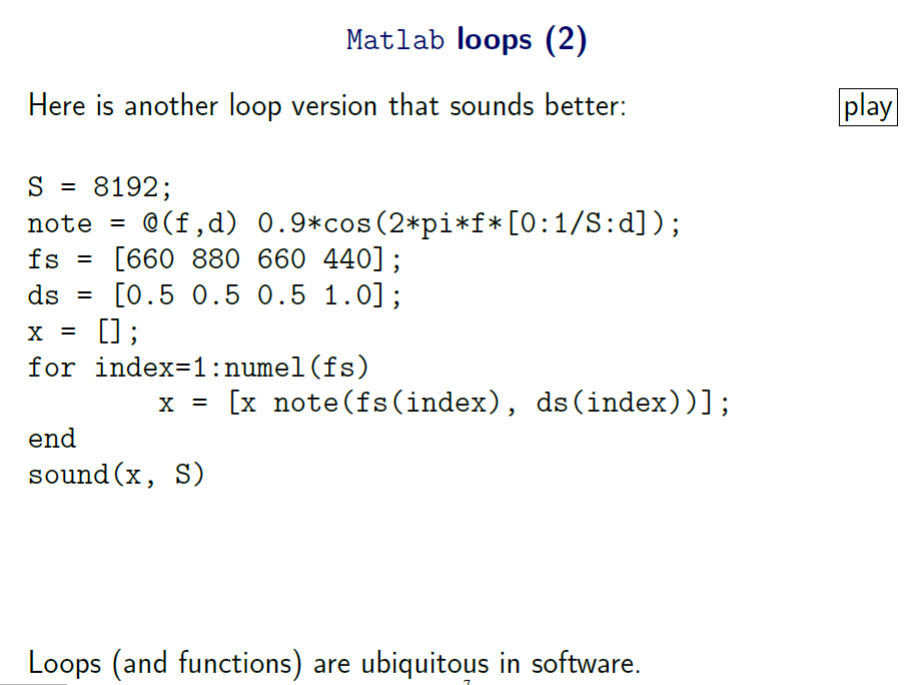 Matlab loops (2)
Here is another loop version that sounds better:
play
S = 8192;
note = @(f,d) 0.9*cos(2*pi*f*[0:1/S:d]);
fs = [660 880 660 440];
ds = [0.5 0.5 0.5 1.0];
x = [];
for index=1:numel(fs)
        x = [x note(fs(index), ds(index))];
end
sound(x, S)
Loops (and functions) are ubiquitous in software.